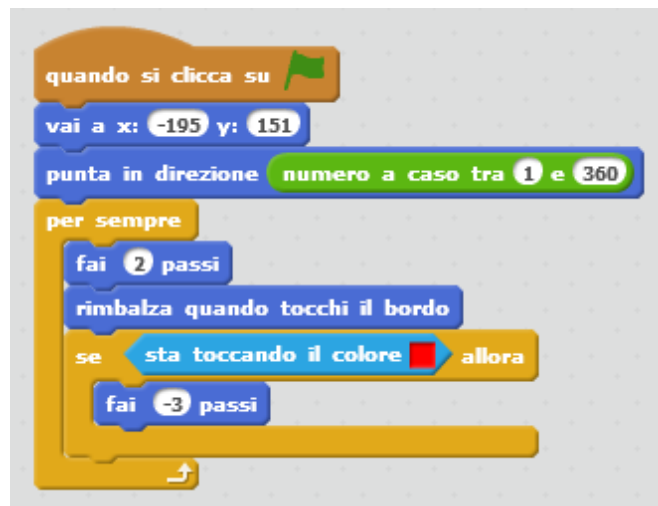 quando si clicca su
vai a x: -195 y: 151
punta in direzione numero a caso tra 1 e 360
per sempre
fai 2 passi
rimbalza quando tocchi il bordo
se sta toccando il colore allora
fai -3 passi